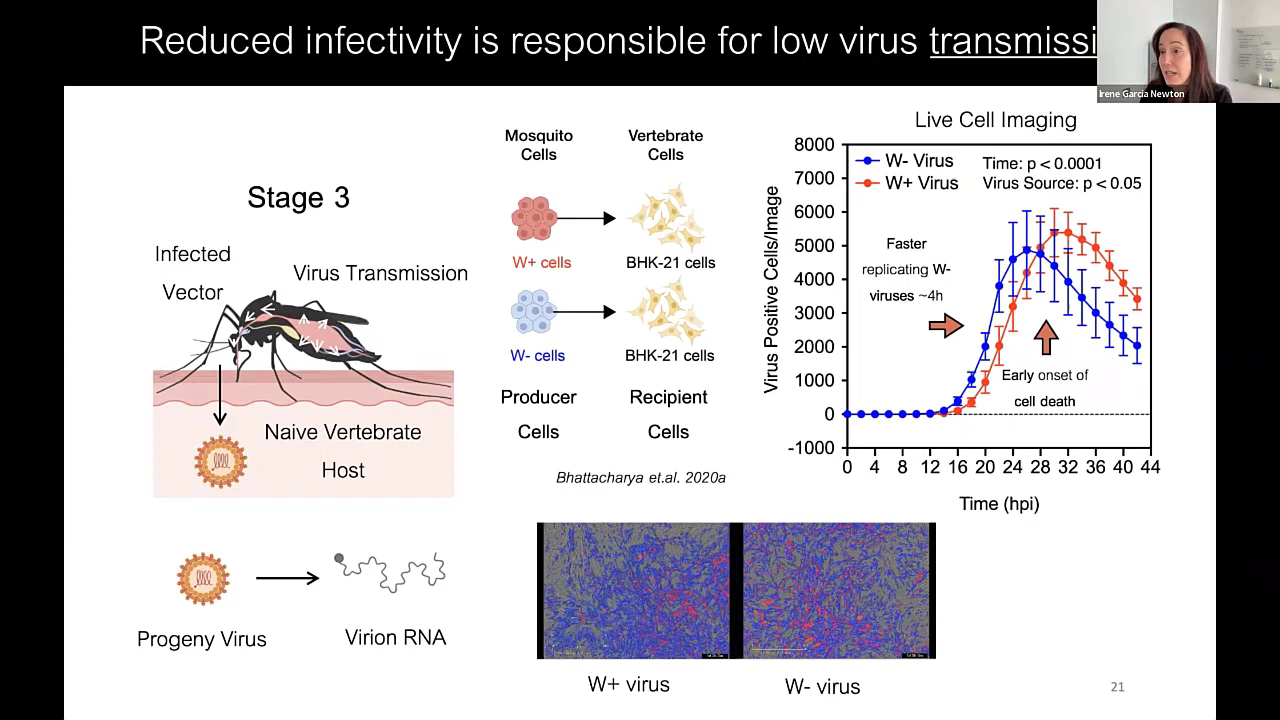 Reduced infectivity is responsible for low virus transmissi
Irene Garcia Newton
Stage 3
Infected
Vector
Virus Transmission
Naive Vertebrate
Host
Progeny Virus
Virion RNA
Mosquito
Cells
Vertebrate
Cells
W+ cells
BHK-21 cells
W- cells
BHK-21 cells
Producer
Cells
Recipient
Cells
Bhattacharya et.al. 2020a
Live Cell Imaging
W- Virus
W+ Virus
Time: p < 0.0001
Virus Source: p < 0.05
Virus Positive Cells/Image
8000
7000
6000
5000
4000
3000
2000
1000
0
-1000
Faster
replicating W-
viruses ~4h
Early onset of
cell death
0 4 8 12 16 20 24 28 32 36 40 44
Time (hpi)
W+ virus
W- virus
21